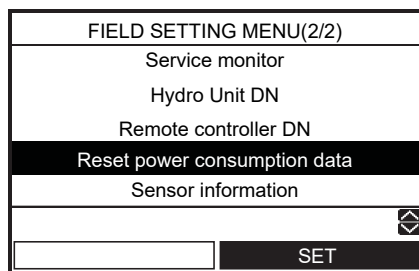 FIELD SETTING MENU(2/2)
Service monitor
Hydro Unit DN
Remote controller DN
Reset power consumption data
Sensor information
SET